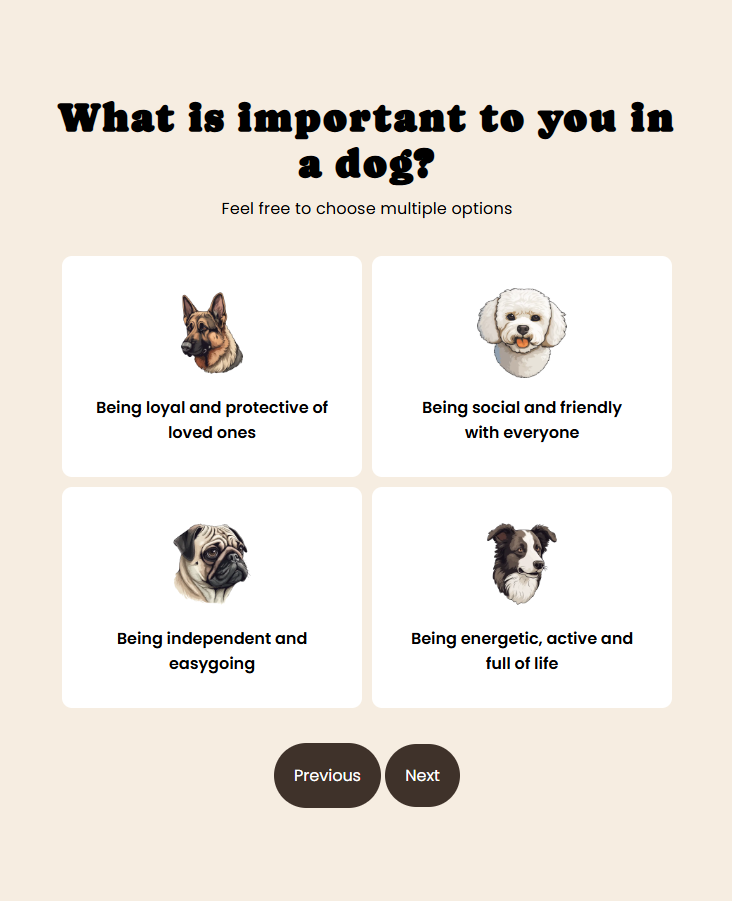 What is important to you in
a dog?
Feel free to choose multiple options
Being loyal and protective of
loved ones
Being social and friendly
with everyone
Being independent and
easygoing
Being energetic, active and
full of life
Previous
Next